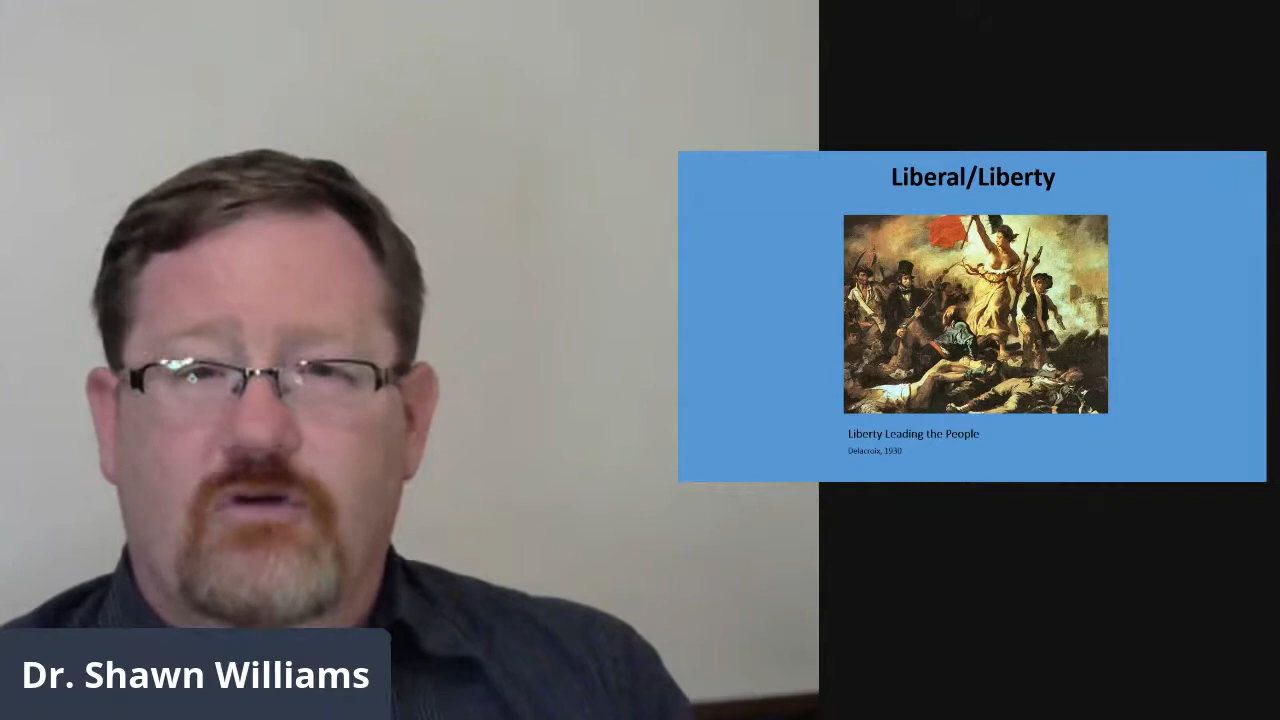 Liberal/Liberty
Liberty Leading the People
Delacroix, 1930
Dr. Shawn Williams